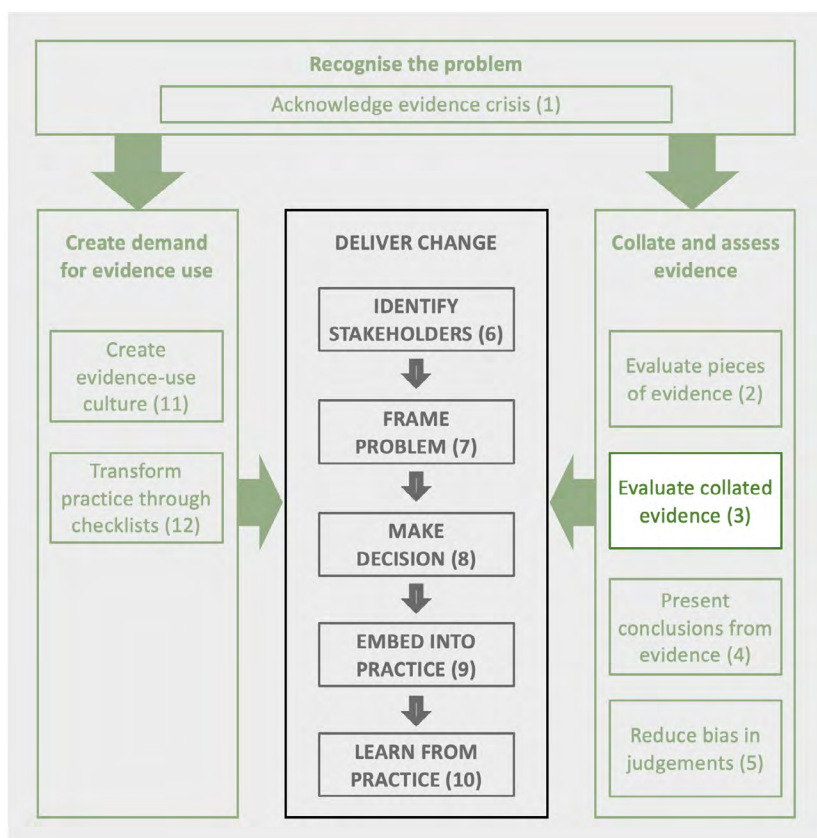 Recognise the problem
Acknowledge evidence crisis (1)
Create demand
for evidence use
Create
evidence-use
culture (11)
Transform
practice through
checklists (12)
DELIVER CHANGE
IDENTIFY
STAKEHOLDERS (6)
FRAME
PROBLEM (7)
MAKE
DECISION (8)
EMBED INTO
PRACTICE (9)
LEARN FROM
PRACTICE (10)
Collate and assess
evidence
Evaluate pieces
of evidence (2)
Evaluate collated
evidence (3)
Present
conclusions from
evidence (4)
Reduce bias in
judgements (5)